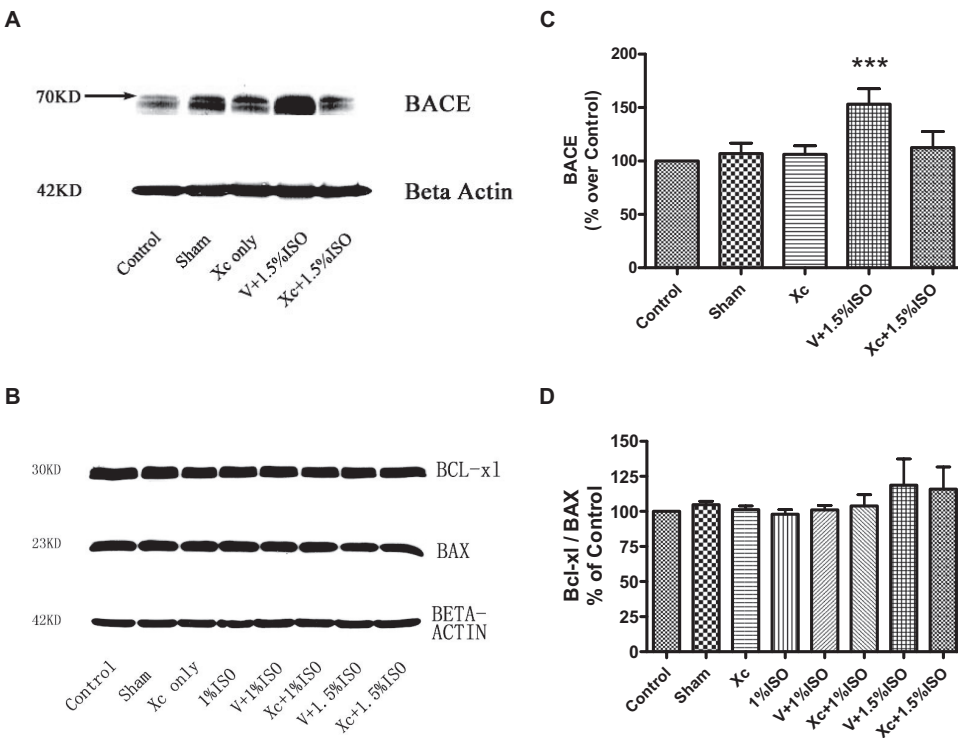 A
70KD
BACE
42KD
Beta Actin
Control
Sham
Xc only
V+1.5%ISO
Xc+1.5%ISO
C
BACE
(% over Control)
200
150
100
50
0
***
Control
Sham
Xc
V+1.5%ISO
Xc+1.5%ISO
B
30KD
BCL-xl
23KD
BAX
42KD
BETA-
ACTIN
Control
Sham
Xc only
1%ISO
V+1%ISO
Xc+1%ISO
V+1.5%ISO
Xc+1.5%ISO
D
Bcl-xl / BAX
% of Control
150
125
100
75
50
25
0
Control
Sham
Xc
1%ISO
V+1%ISO
Xc+1%ISO
V+1.5%ISO
Xc+1.5%ISO